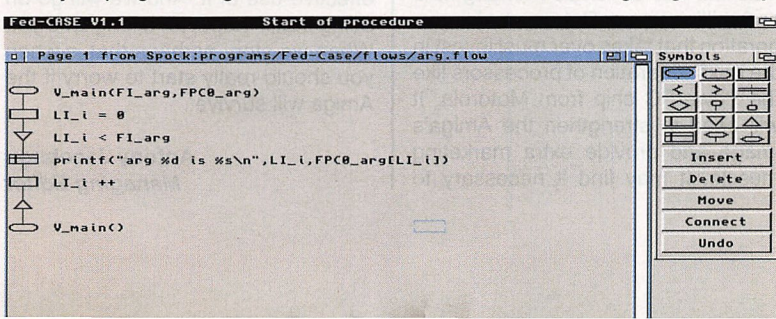 Fed-CASE V1.1 Start of procedure
Page 1 from Spock:programs/Fed-Case/flows/arg.flow
V_main(FI_arg,FPC0_arg)
LI_i = 0
LI_i < FI_arg
printf("arg %d is %s\n",LI_i,FPC0_arg[LI_i])
LI_i ++
V_main()
Symbols
Insert
Delete
Move
Connect
Undo